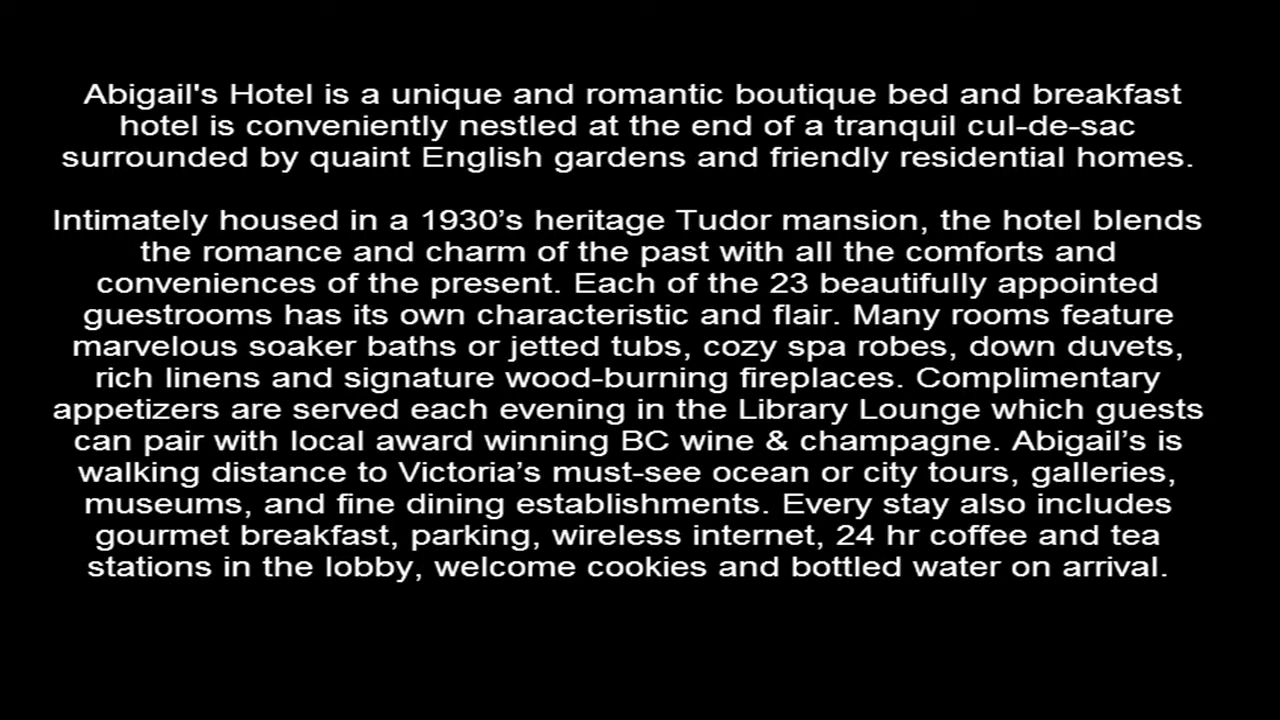 Abigail's Hotel is a unique and romantic boutique bed and breakfast
hotel is conveniently nestled at the end of a tranquil cul-de-sac
surrounded by quaint English gardens and friendly residential homes.
Intimately housed in a 1930’s heritage Tudor mansion, the hotel blends
the romance and charm of the past with all the comforts and
conveniences of the present. Each of the 23 beautifully appointed
guestrooms has its own characteristic and flair. Many rooms feature
marvelous soaker baths or jetted tubs, cozy spa robes, down duvets,
rich linens and signature wood-burning fireplaces. Complimentary
appetizers are served each evening in the Library Lounge which guests
can pair with local award winning BC wine & champagne. Abigail’s is
walking distance to Victoria’s must-see ocean or city tours, galleries,
museums, and fine dining establishments. Every stay also includes
gourmet breakfast, parking, wireless internet, 24 hr coffee and tea
stations in the lobby, welcome cookies and bottled water on arrival.